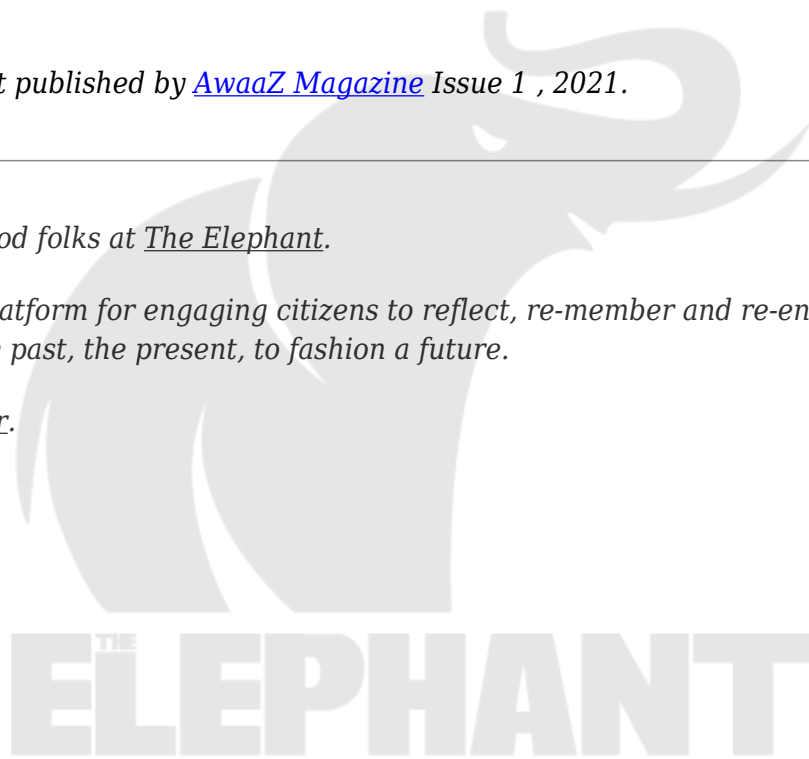 t published by AwaaZ Magazine Issue 1 , 2021.
od folks at The Elephant.
atform for engaging citizens to reflect, re-member and re-en
past, the present, to fashion a future.
r.
THE
ELEPHANT